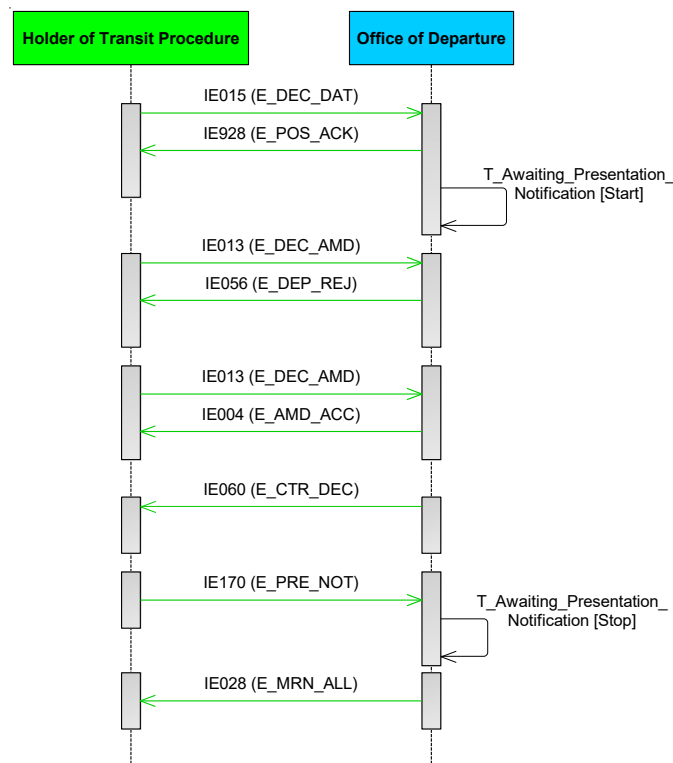 Holder of Transit Procedure
Office of Departure
IE015 (E_DEC_DAT)
IE928 (E_POS_ACK)
T_Awaiting_Presentation_
Notification [Start]
IE013 (E_DEC_AMD)
IE056 (E_DEP_REJ)
IE013 (E_DEC_AMD)
IE004 (E_AMD_ACC)
IE060 (E_CTR_DEC)
IE170 (E_PRE_NOT)
T_Awaiting_Presentation_
Notification [Stop]
IE028 (E_MRN_ALL)